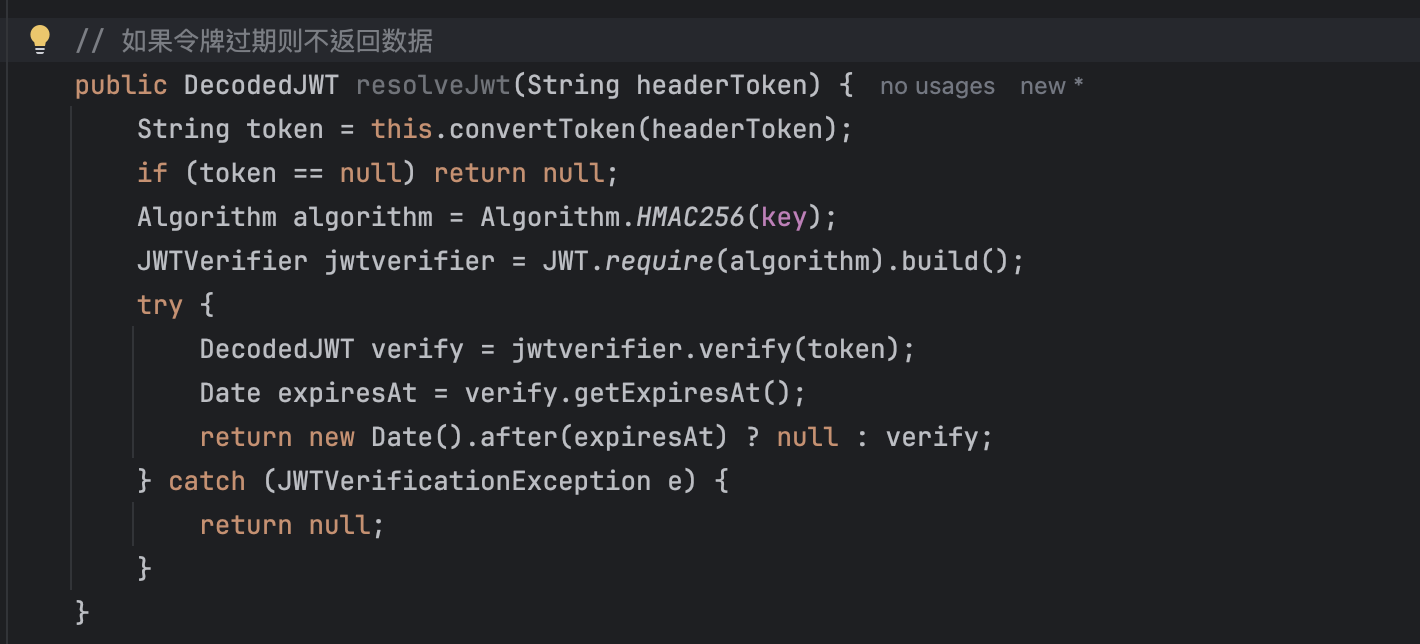 // 如果令牌过期则不返回数据
public DecodedJWT resolveJwt(String headerToken) { no usages new *
String token = this.convertToken(headerToken);
if (token == null) return null;
Algorithm algorithm = Algorithm.HMAC256(key);
JWTVerifier jwtverifier = JWT.require(algorithm).build();
try {
DecodedJWT verify = jwtverifier.verify(token);
Date expiresAt = verify.getExpiresAt();
return new Date().after(expiresAt) ? null : verify;
} catch (JWTVerificationException e) {
return null;
}
}